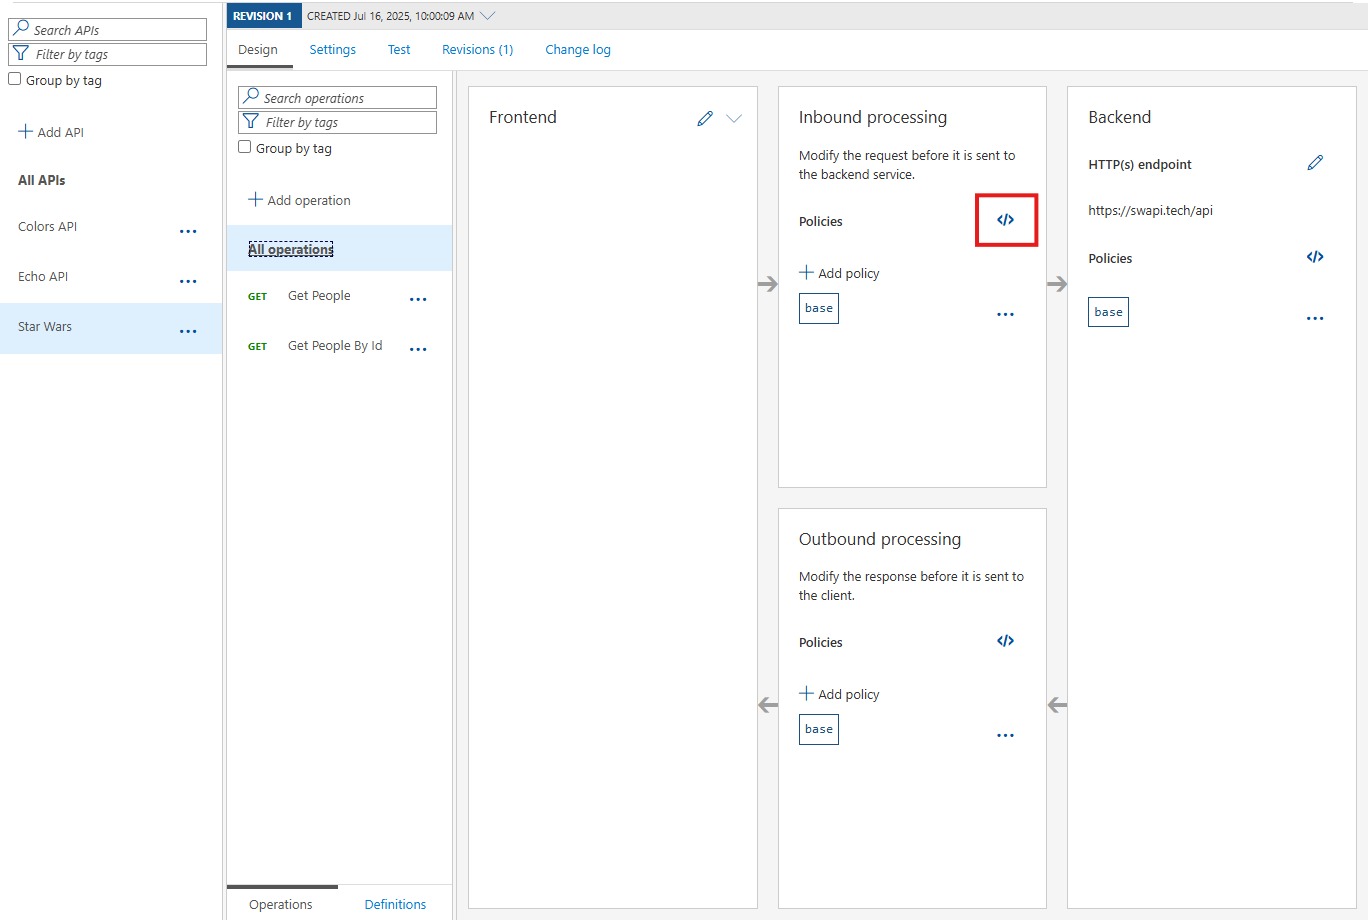 Search APIs
Filter by tags
Group by tag
Add API
All APIs
Colors API
Echo API
Star Wars
REVISION 1 CREATED Jul 16, 2025, 10:00:09 AM
Design Settings Test Revisions (1) Change log
Search operations
Filter by tags
Group by tag
Add operation
All operations
GET Get People
GET Get People By Id
Operations Definitions
Frontend
Inbound processing
Modify the request before it is sent to
the backend service.
Policies </>
Add policy
base
Outbound processing
Modify the response before it is sent to
the client.
Policies </>
Add policy
base
Backend
HTTP(s) endpoint
https://swapi.tech/api
Policies </>
base